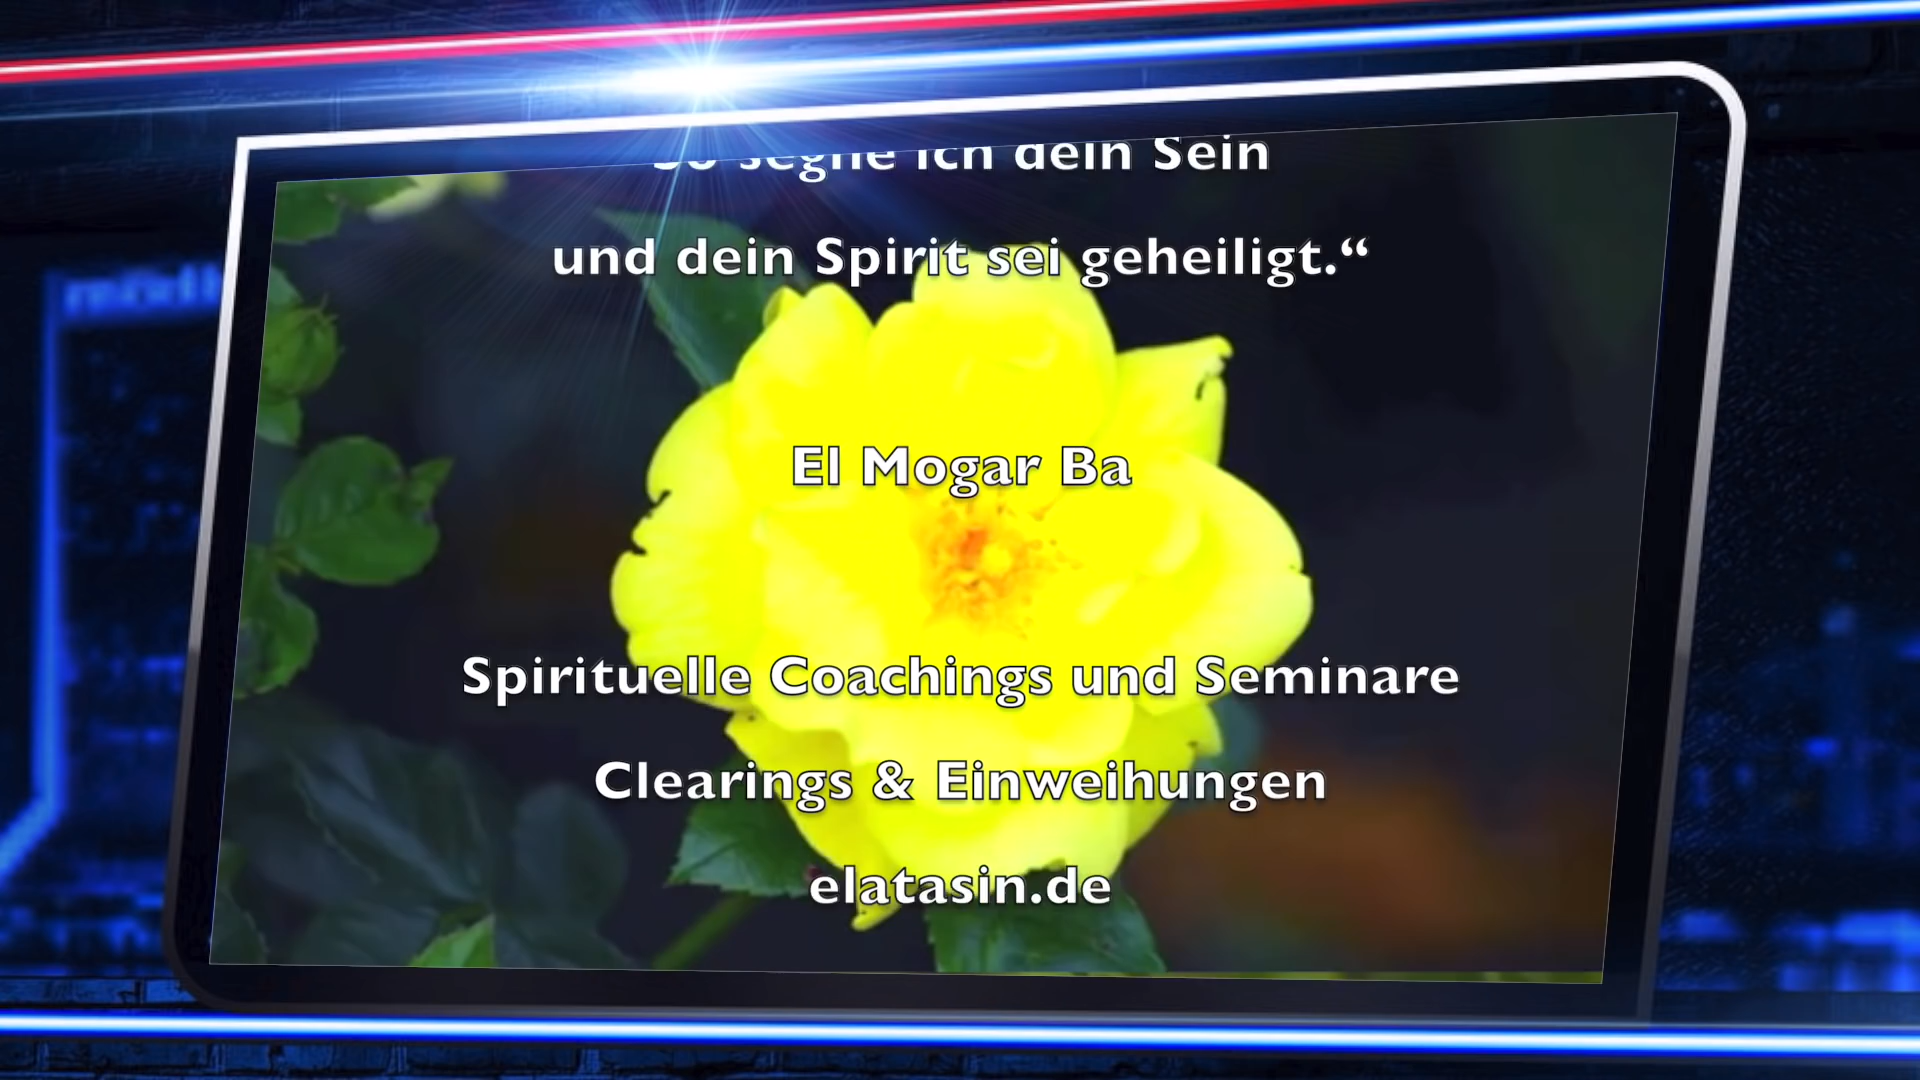 So segne ich dein Sein
und dein Spirit sei geheiligt.“
El Mogar Ba
Spirituelle Coachings und Seminare
Clearings & Einweihungen
elatasin.de